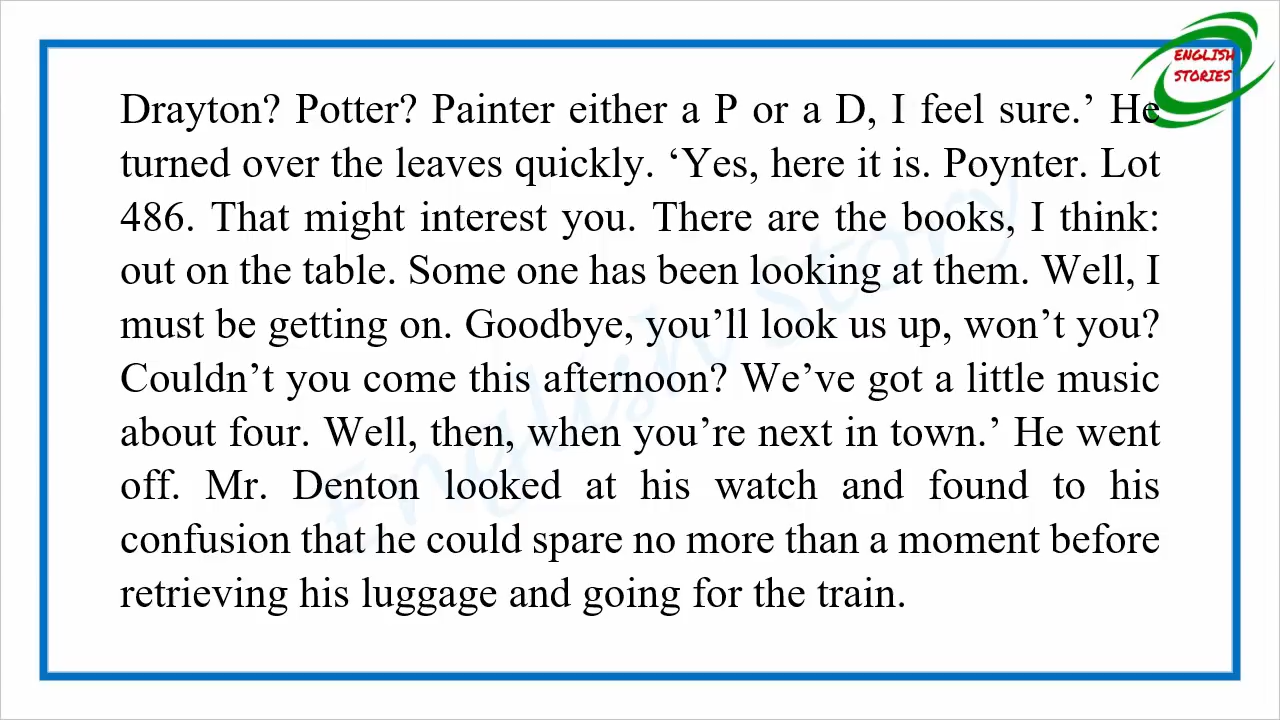 ENGLISH
STORIES
Drayton? Potter? Painter either a P or a D, I feel sure.’ He
turned over the leaves quickly. ‘Yes, here it is. Poynter. Lot
486. That might interest you. There are the books, I think:
out on the table. Some one has been looking at them. Well, I
must be getting on. Goodbye, you’ll look us up, won’t you?
Couldn’t you come this afternoon? We’ve got a little music
about four. Well, then, when you’re next in town.’ He went
off. Mr. Denton looked at his watch and found to his
confusion that he could spare no more than a moment before
retrieving his luggage and going for the train.
English Story